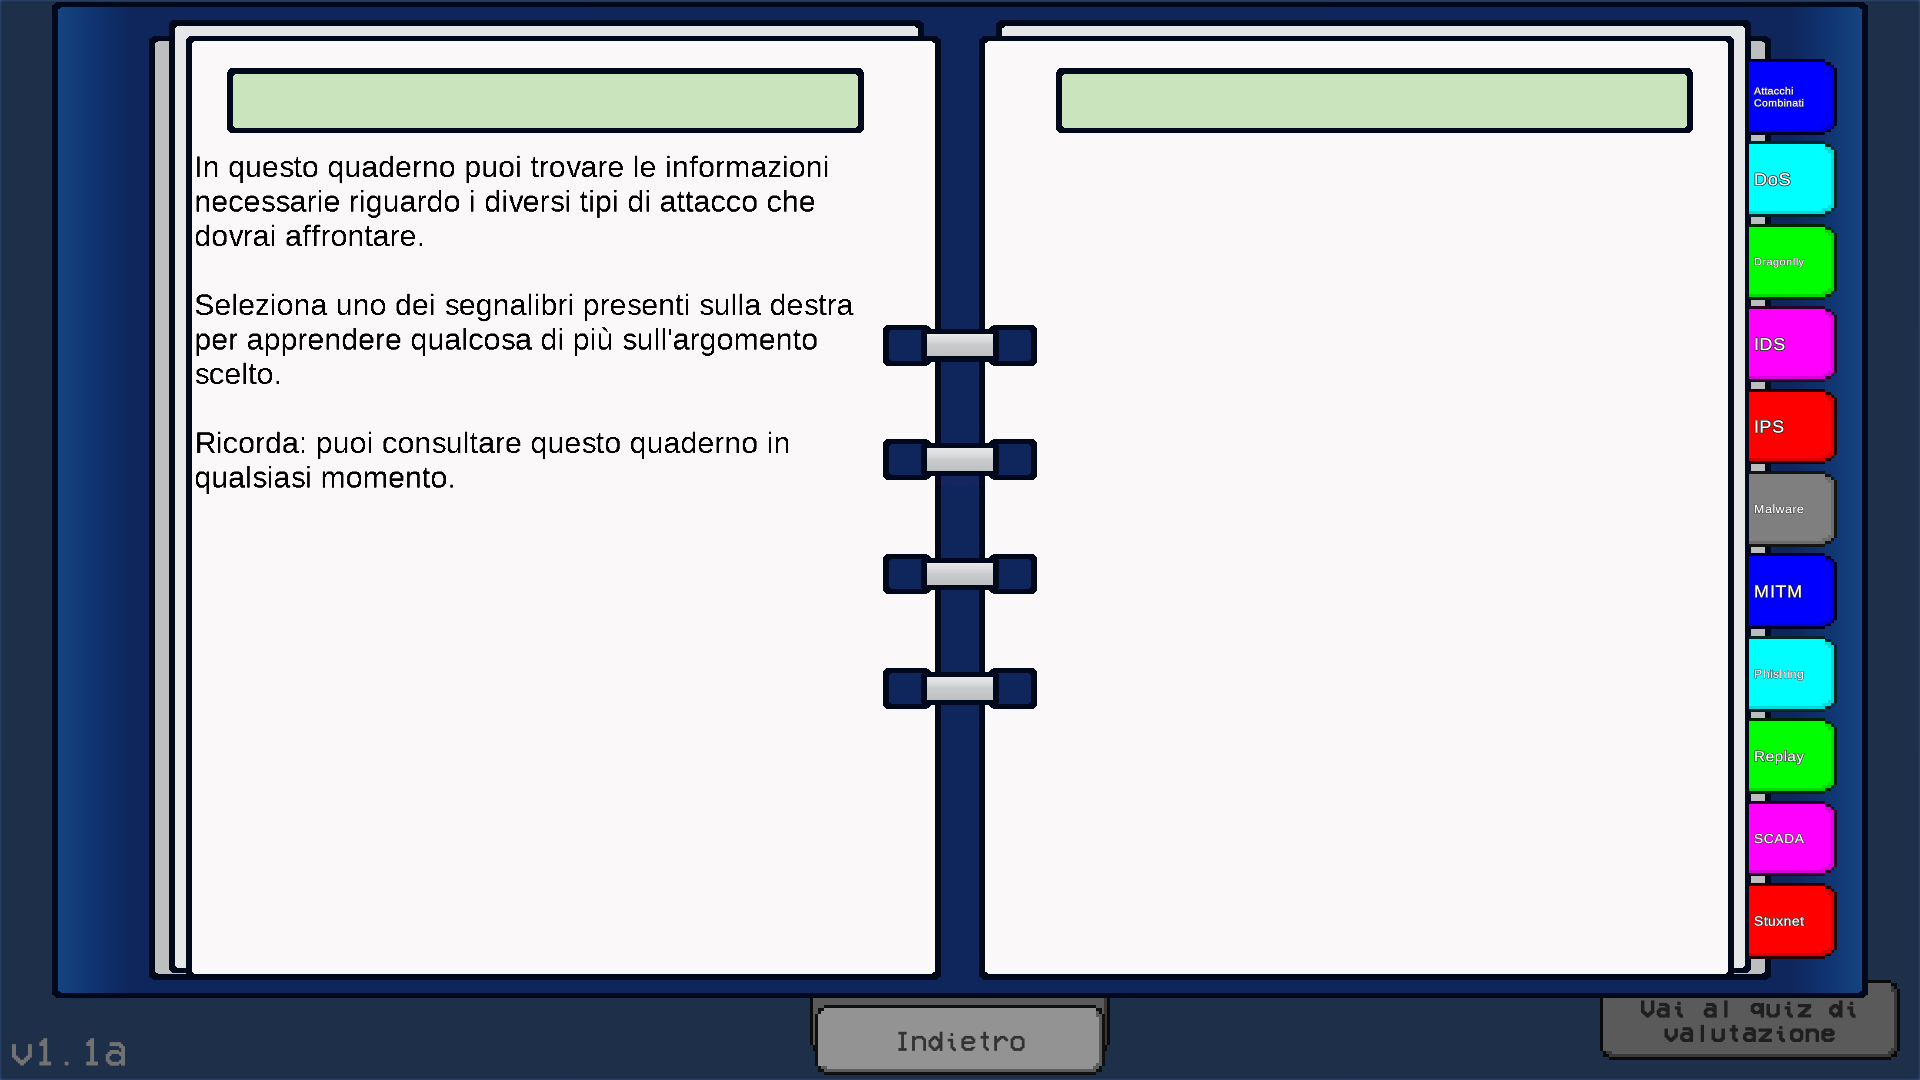 In questo quaderno puoi trovare le informazioni
necessarie riguardo i diversi tipi di attacco che
dovrai affrontare.
Seleziona uno dei segnalibri presenti sulla destra
per apprendere qualcosa di più sull'argomento
scelto.
Ricorda: puoi consultare questo quaderno in
qualsiasi momento.
Attacchi
Combinati
DoS
Dragonfly
IDS
IPS
Malware
MITM
Phishing
Replay
SCADA
Stuxnet
Indietro
Vai al quiz di
valutazione
v1.1a